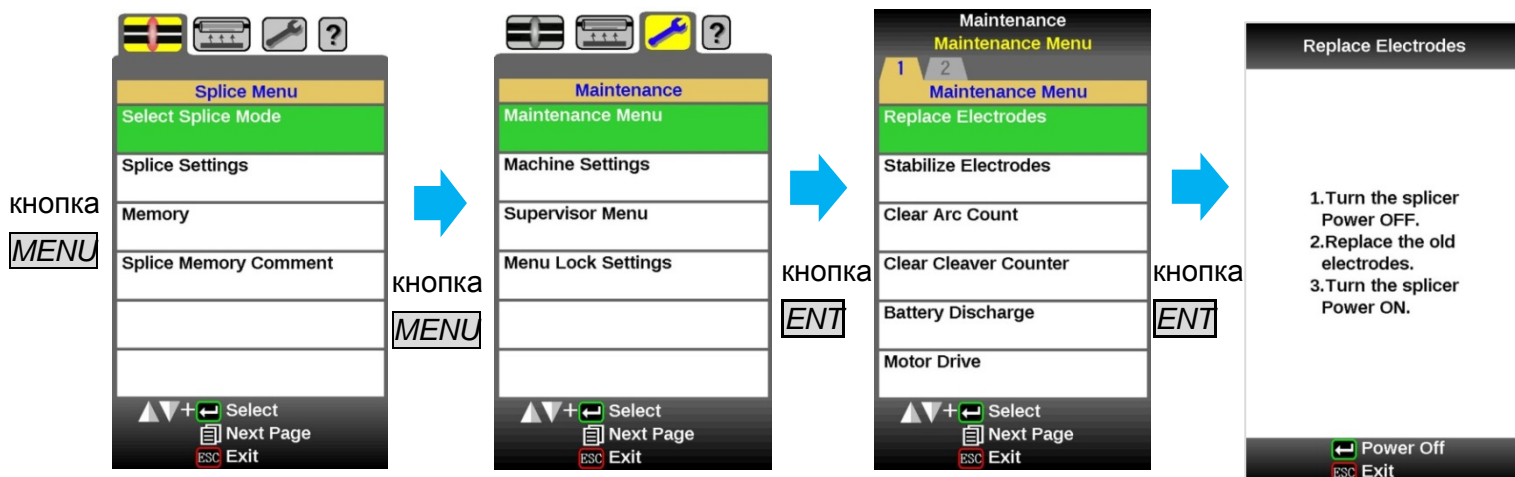 кнопка
MENU
?
Splice Menu
Select Splice Mode
Splice Settings
Memory
Splice Memory Comment
+ Select
Next Page
ESC Exit
кнопка
MENU
?
Maintenance
Maintenance Menu
Machine Settings
Supervisor Menu
Menu Lock Settings
+ Select
Next Page
ESC Exit
кнопка
ENT
Maintenance
Maintenance Menu
1 2
Maintenance Menu
Replace Electrodes
Stabilize Electrodes
Clear Arc Count
Clear Cleaver Counter
Battery Discharge
Motor Drive
+ Select
Next Page
ESC Exit
кнопка
ENT
Replace Electrodes
1.Turn the splicer
Power OFF.
2.Replace the old
electrodes.
3.Turn the splicer
Power ON.
Power Off
ESC Exit